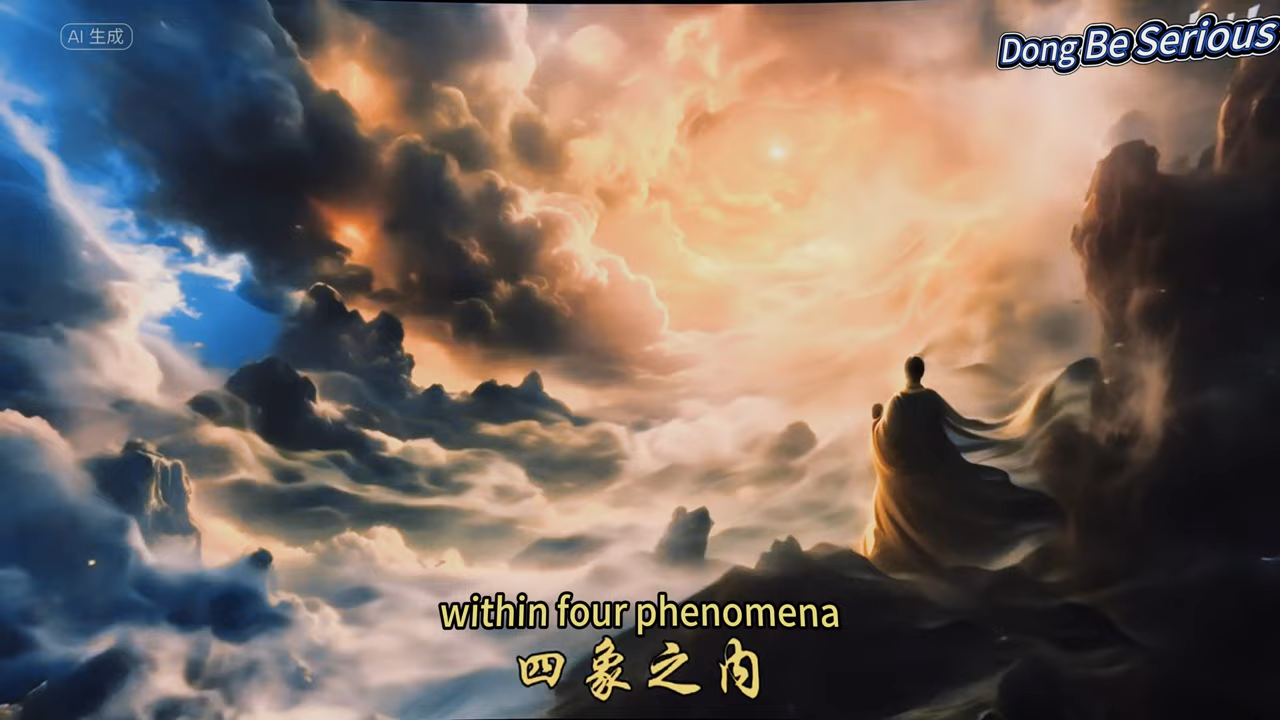 AI 生成
Dong Be Serious
within four phenomena
四象之内